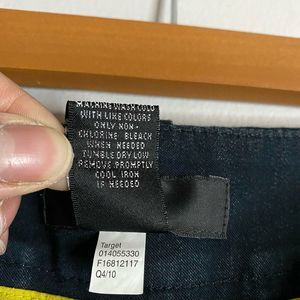 MACHINE WASH COLD
WITH LIKE COLORS
ONLY NON-
CHLORINE BLEACH
WHEN NEEDED
TUMBLE DRY LOW
REMOVE PROMPTLY
COOL IRON
IF NEEDED
Target
014055330
F16812117
Q4/10